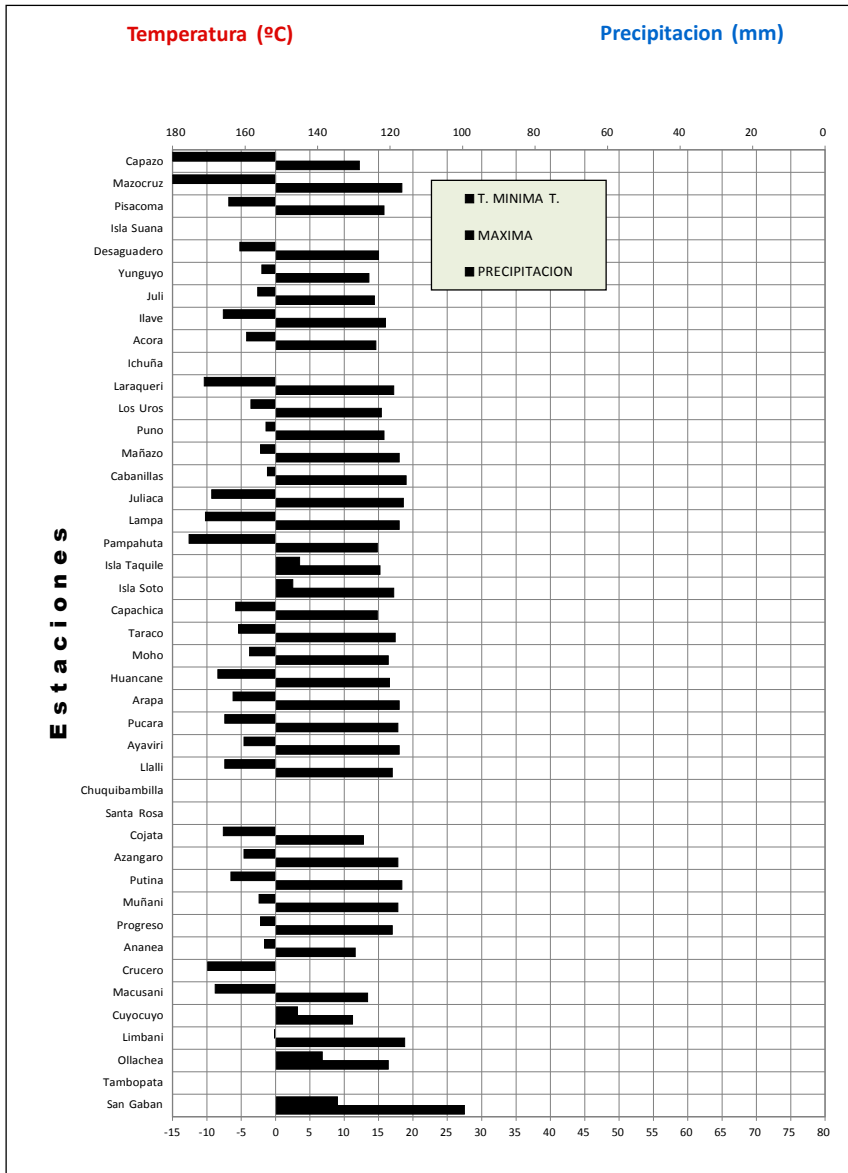 Temperatura (ºC)
Precipitacion (mm)
180 160 140 120 100 80 60 40 20 0
Capazo
Mazocruz
Pisacoma
Isla Suana
Desaguadero
Yunguyo
Juli
Ilave
Acora
Ichuña
Laraqueri
Los Uros
Puno
Mañazo
Cabanillas
Juliaca
Lampa
Pampahuta
Isla Taquile
Isla Soto
Capachica
Taraco
Moho
Huancane
Arapa
Pucara
Ayaviri
Llalli
Chuquibambilla
Santa Rosa
Cojata
Azangaro
Putina
Muñani
Progreso
Ananea
Crucero
Macusani
Cuyocuyo
Limbani
Ollachea
Tambopata
San Gaban
T. MINIMA T.
MAXIMA
PRECIPITACION
Estaciones
-15 -10 -5 0 5 10 15 20 25 30 35 40 45 50 55 60 65 70 75 80